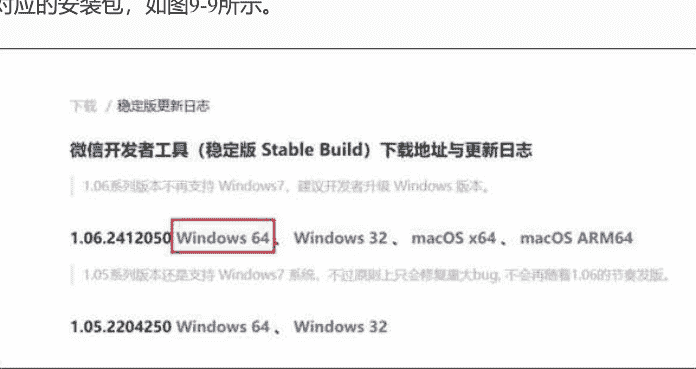 对应的安装包，如图9-9所示。
下载 / 稳定版更新日志
微信开发者工具（稳定版 Stable Build）下载地址与更新日志
1.06系列版本不再支持 Windows7，建议开发者升级 Windows 版本。
1.06.2412050 Windows 64 、 Windows 32 、 macOS x64 、 macOS ARM64
1.05系列版本还是支持 Windows7 系统，不过原则上只会修复重大bug, 不会再随着1.06的节奏发版。
1.05.2204250 Windows 64 、 Windows 32